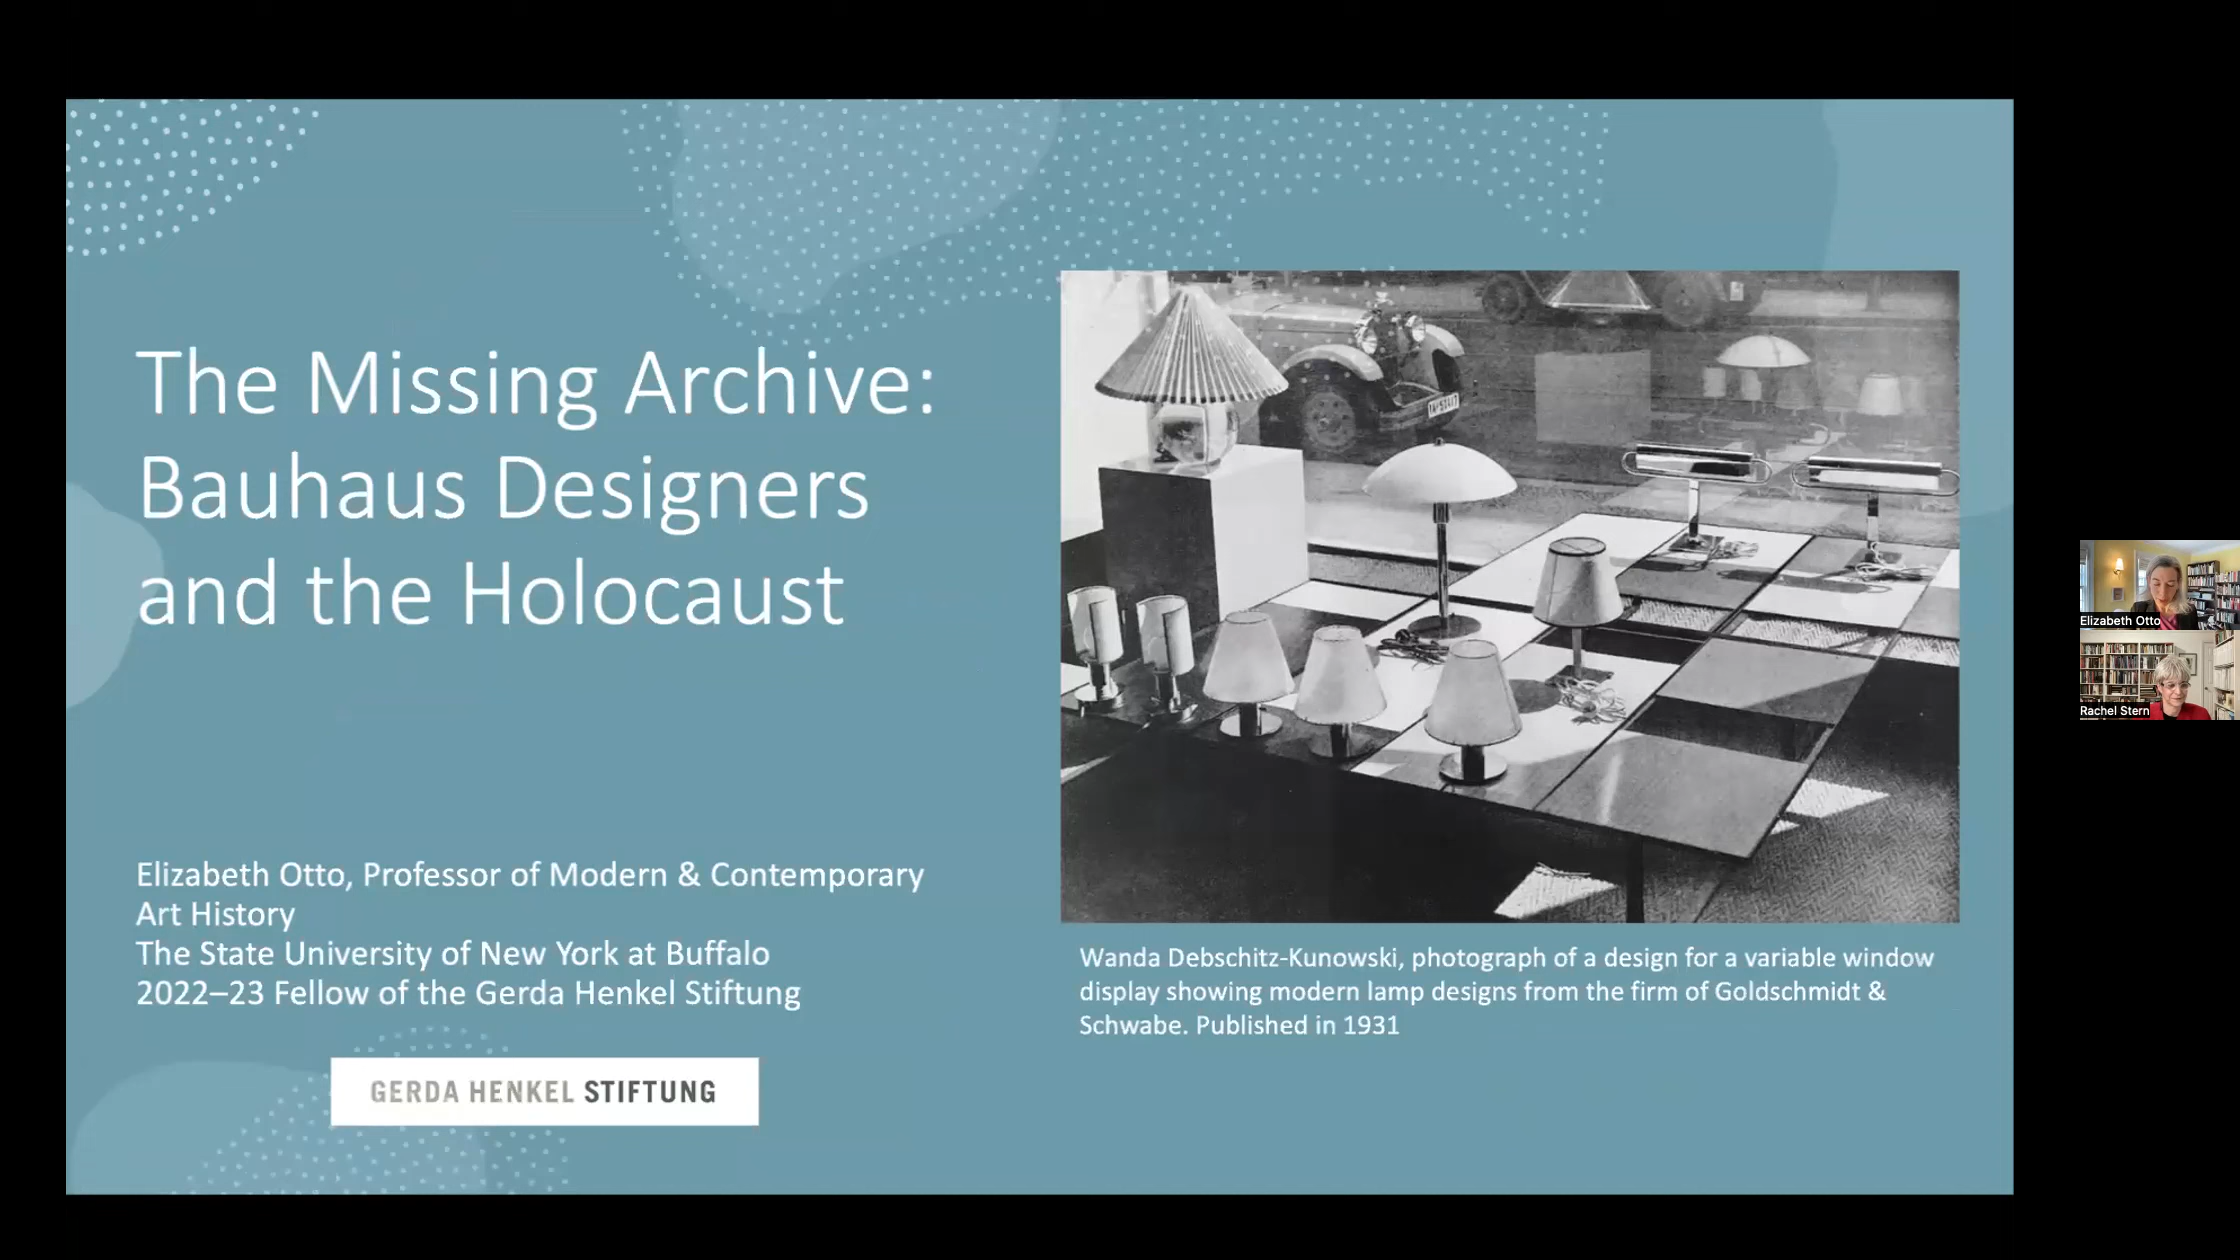 The Missing Archive:
Bauhaus Designers
and the Holocaust
Elizabeth Otto, Professor of Modern & Contemporary
Art History
The State University of New York at Buffalo
2022–23 Fellow of the Gerda Henkel Stiftung
GERDA HENKEL STIFTUNG
Wanda Debschitz-Kunowski, photograph of a design for a variable window
display showing modern lamp designs from the firm of Goldschmidt &
Schwabe. Published in 1931
Elizabeth Otto
Rachel Stern